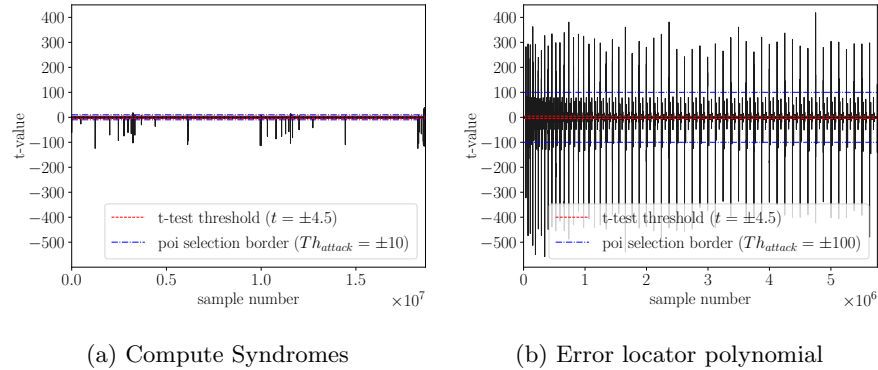 400
300
200
100
0
−100
−200
−300
−400
−500
t-value
t-test threshold (t = ±4.5)
poi selection border (Th_attack = ±10)
0.0 0.5 1.0 1.5
sample number ×10^7
(a) Compute Syndromes
400
300
200
100
0
−100
−200
−300
−400
−500
t-value
t-test threshold (t = ±4.5)
poi selection border (Th_attack = ±100)
0 1 2 3 4 5
sample number ×10^6
(b) Error locator polynomial